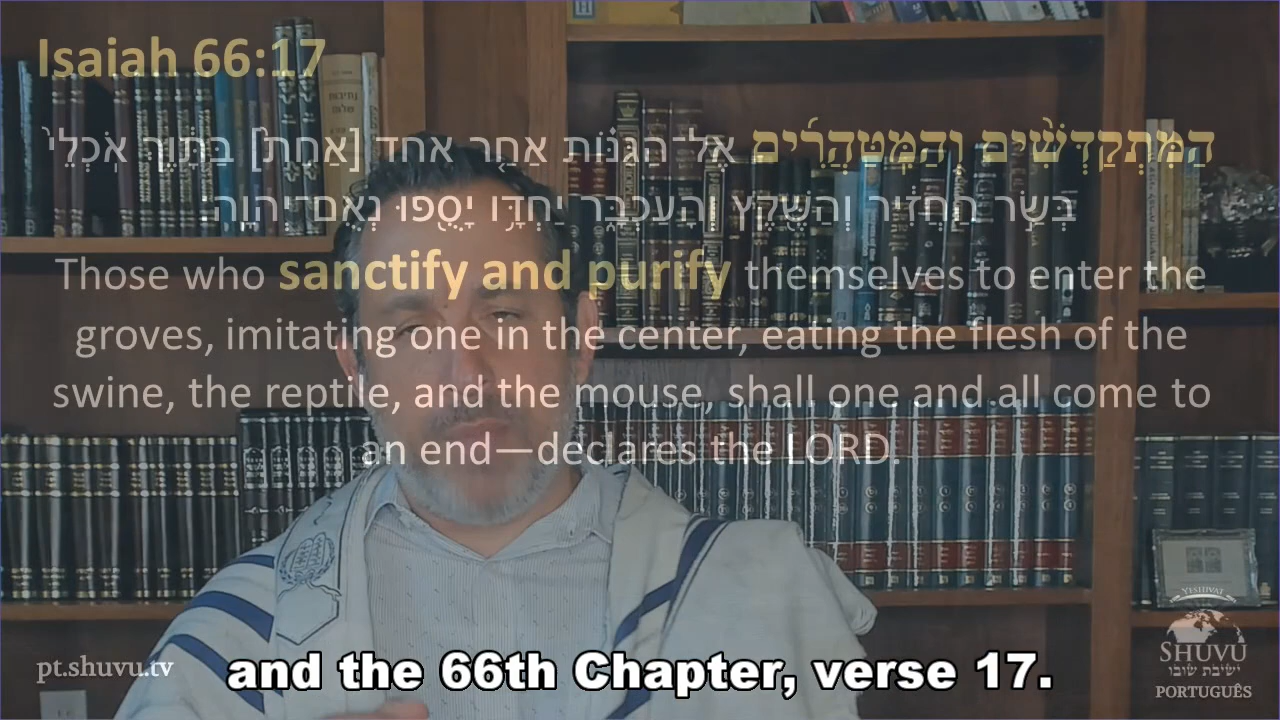 Isaiah 66:17
הַמִּתְקַדְּשִׁ֨ים וְהַמִּֽטַּהֲרִ֜ים אֶל־הַגַּנּ֗וֹת אַחַ֤ר אחד [אַחַת֙] בַּתָּ֔וֶךְ אֹֽכְלֵי֙
בְּשַׂ֣ר הַחֲזִ֔יר וְהַשֶּׁ֖קֶץ וְהָעַכְבָּ֑ר יַחְדָּ֥ו יָסֻ֖פוּ נְאֻם־יְהוָֽה׃
Those who sanctify and purify themselves to enter the
groves, imitating one in the center, eating the flesh of the
swine, the reptile, and the mouse, shall one and all come to
an end—declares the LORD.
and the 66th Chapter, verse 17.
pt.shuvu.tv
YESHIVAT
SHUVU
ישיבת שובו
PORTUGUÊS